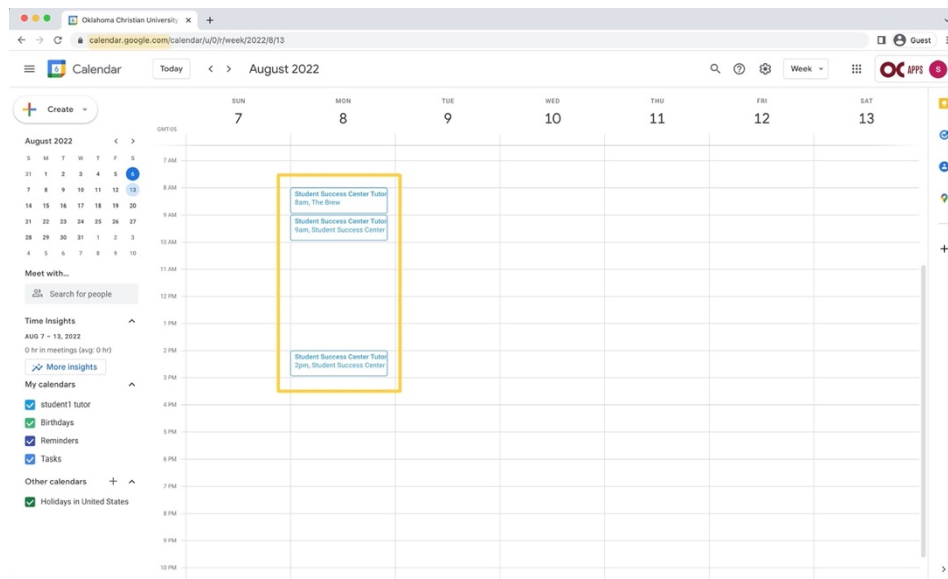 Oklahoma Christian University
calendar.google.com/calendar/u/0/r/week/2022/8/13
Guest
Calendar
Today
August 2022
Week
OC APPS
S
Create
August 2022
S M T W T F S
31 1 2 3 4 5 6
7 8 9 10 11 12 13
14 15 16 17 18 19 20
21 22 23 24 25 26 27
28 29 30 31 1 2 3
4 5 6 7 8 9 10
Meet with...
Search for people
Time Insights
AUG 7 – 13, 2022
0 hr in meetings (avg: 0 hr)
More insights
My calendars
student1 tutor
Birthdays
Reminders
Tasks
Other calendars
Holidays in United States
SUN MON TUE WED THU FRI SAT
7 8 9 10 11 12 13
GMT-05
7 AM
8 AM
Student Success Center Tutor
8am, The Brew
9 AM
Student Success Center Tutor
9am, Student Success Center
10 AM
11 AM
12 PM
1 PM
2 PM
Student Success Center Tutor
2pm, Student Success Center
3 PM
4 PM
5 PM
6 PM
7 PM
8 PM
9 PM
10 PM